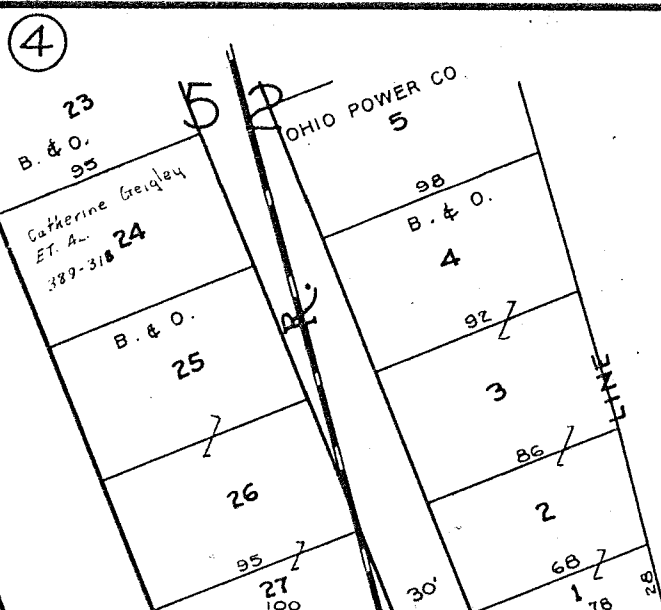 4
23
B. & O.
95
Catherine Geigley
ET. AL.
389-318
24
B. & O.
25
26
95
27
100
5 2
R.
OHIO POWER CO.
5
98
B. & O.
4
92
3
LINE
86
2
68
1
78
28
30'